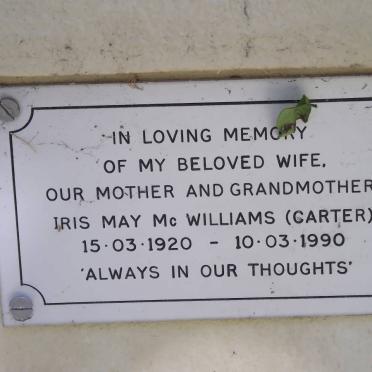 IN LOVING MEMORY
OF MY BELOVED WIFE,
OUR MOTHER AND GRANDMOTHER
IRIS MAY Mc WILLIAMS (CARTER)
15·03·1920 - 10·03·1990
'ALWAYS IN OUR THOUGHTS'